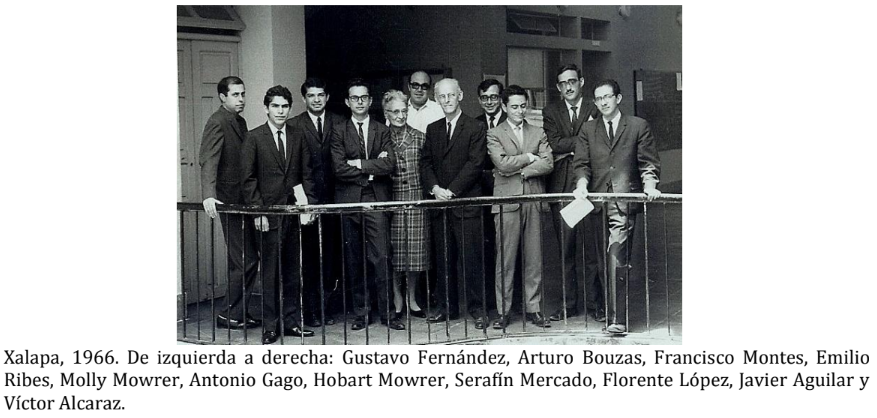 Xalapa, 1966. De izquierda a derecha: Gustavo Fernández, Arturo Bouzas, Francisco Montes, Emilio
Ribes, Molly Mowrer, Antonio Gago, Hobart Mowrer, Serafín Mercado, Florente López, Javier Aguilar y
Víctor Alcaraz.